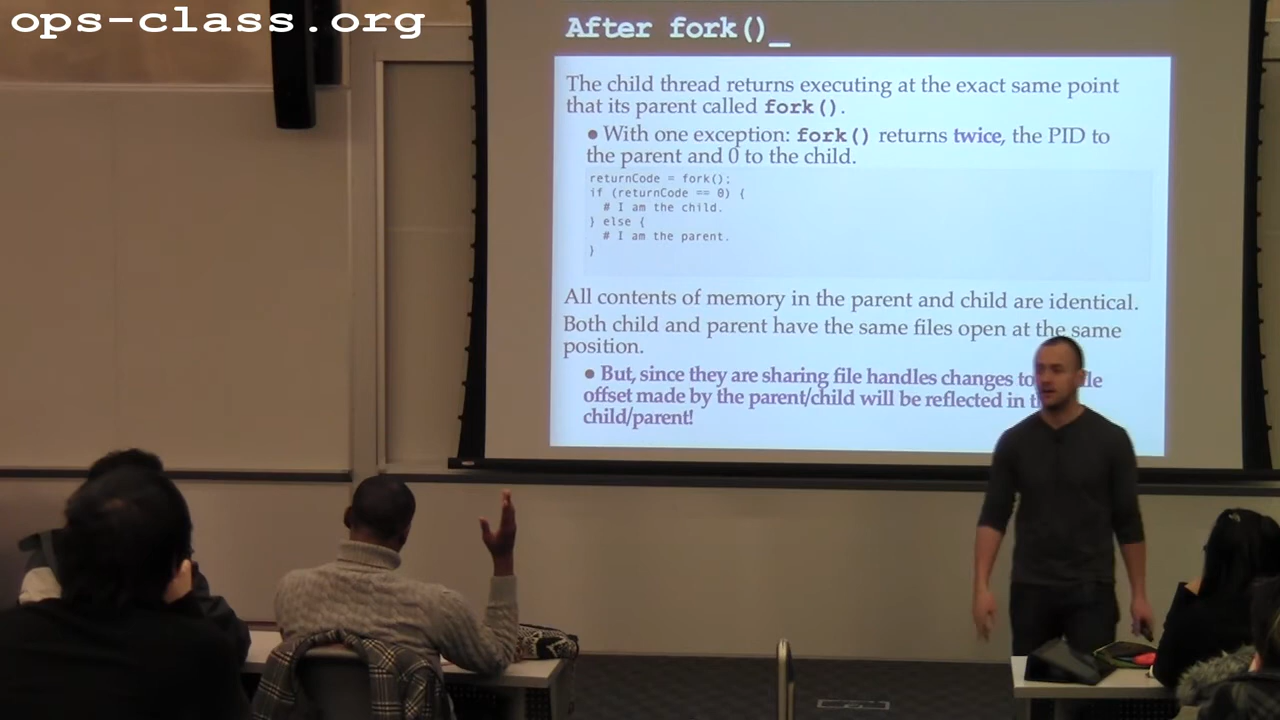 ops-class.org
After fork()_
The child thread returns executing at the exact same point
that its parent called fork().
● With one exception: fork() returns twice, the PID to
the parent and 0 to the child.
returnCode = fork();
if (returnCode == 0) {
# I am the child.
} else {
# I am the parent.
}
All contents of memory in the parent and child are identical.
Both child and parent have the same files open at the same
position.
● But, since they are sharing file handles changes to
offset made by the parent/child will be reflected in
child/parent!